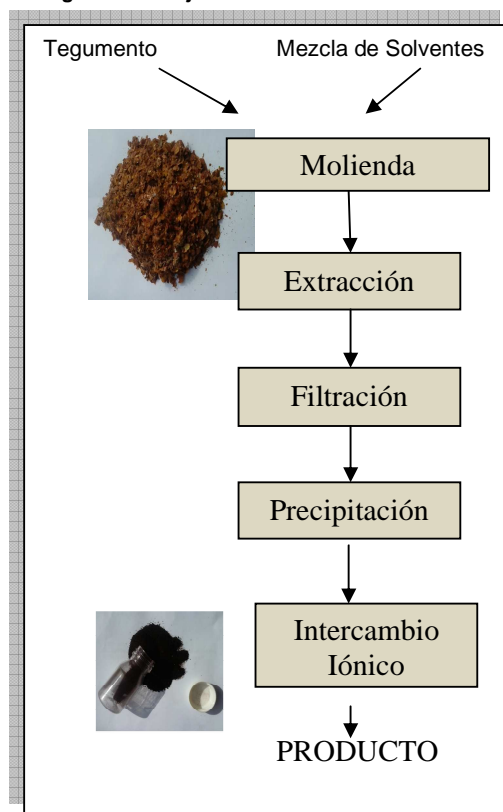 Tegumento
Mezcla de Solventes
Molienda
Extracción
Filtración
Precipitación
Intercambio
Iónico
PRODUCTO